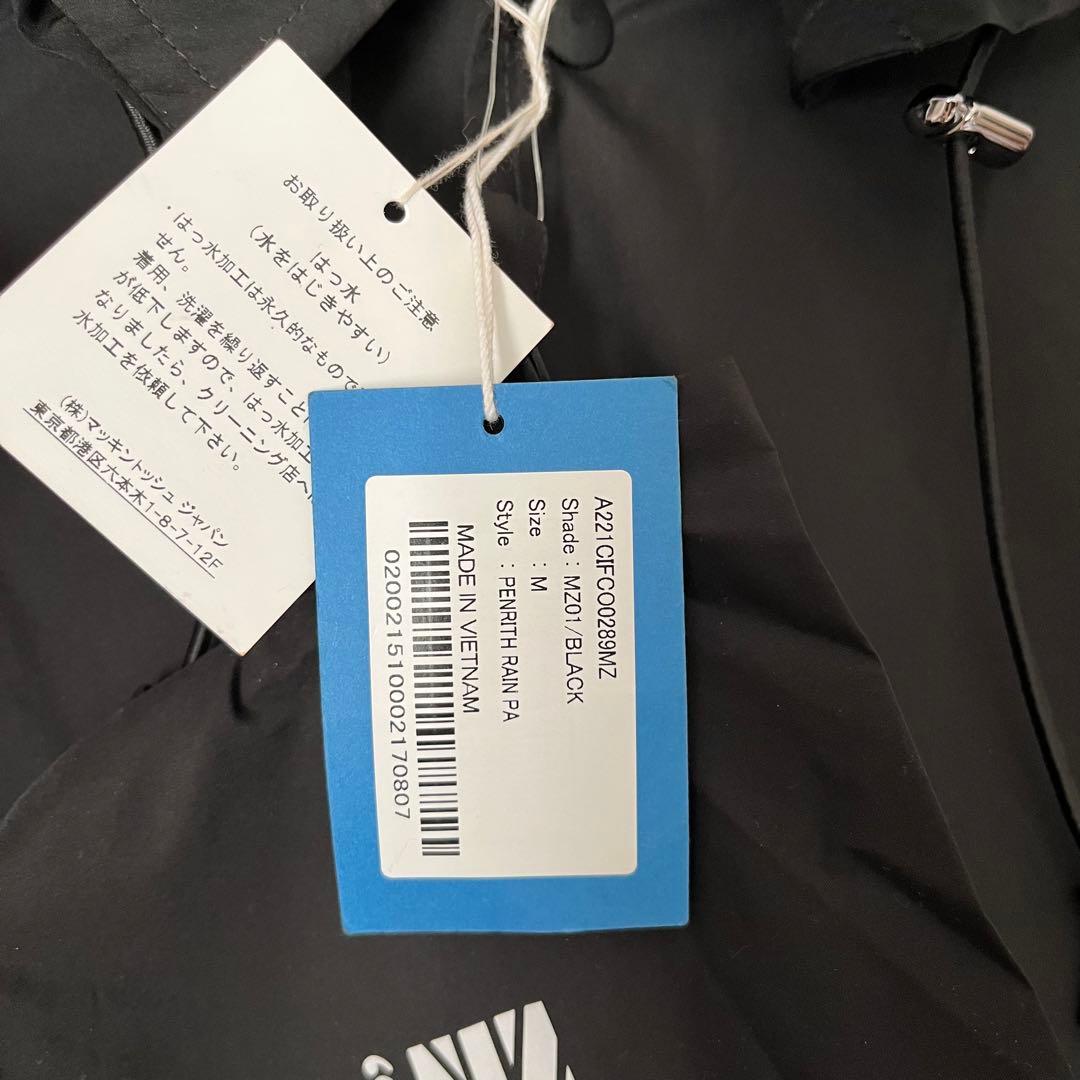 お取り扱い上のご注意
はっ水
(水をはじきやすい)
・はっ水加工は永久的なもので
せん。
着用、洗濯を繰り返すこと
が低下しますので、はっ水加工
なりましたら、クリーニング店へ
水加工を依頼して下さい。
(株)マッキントッシュ ジャパン
東京都港区六本木1-8-7-12F
A221CIFCO0289MZ
Shade : MZ01/BLACK
Size : M
Style : PENRITH RAIN PA
MADE IN VIETNAM
0200215100021​70807